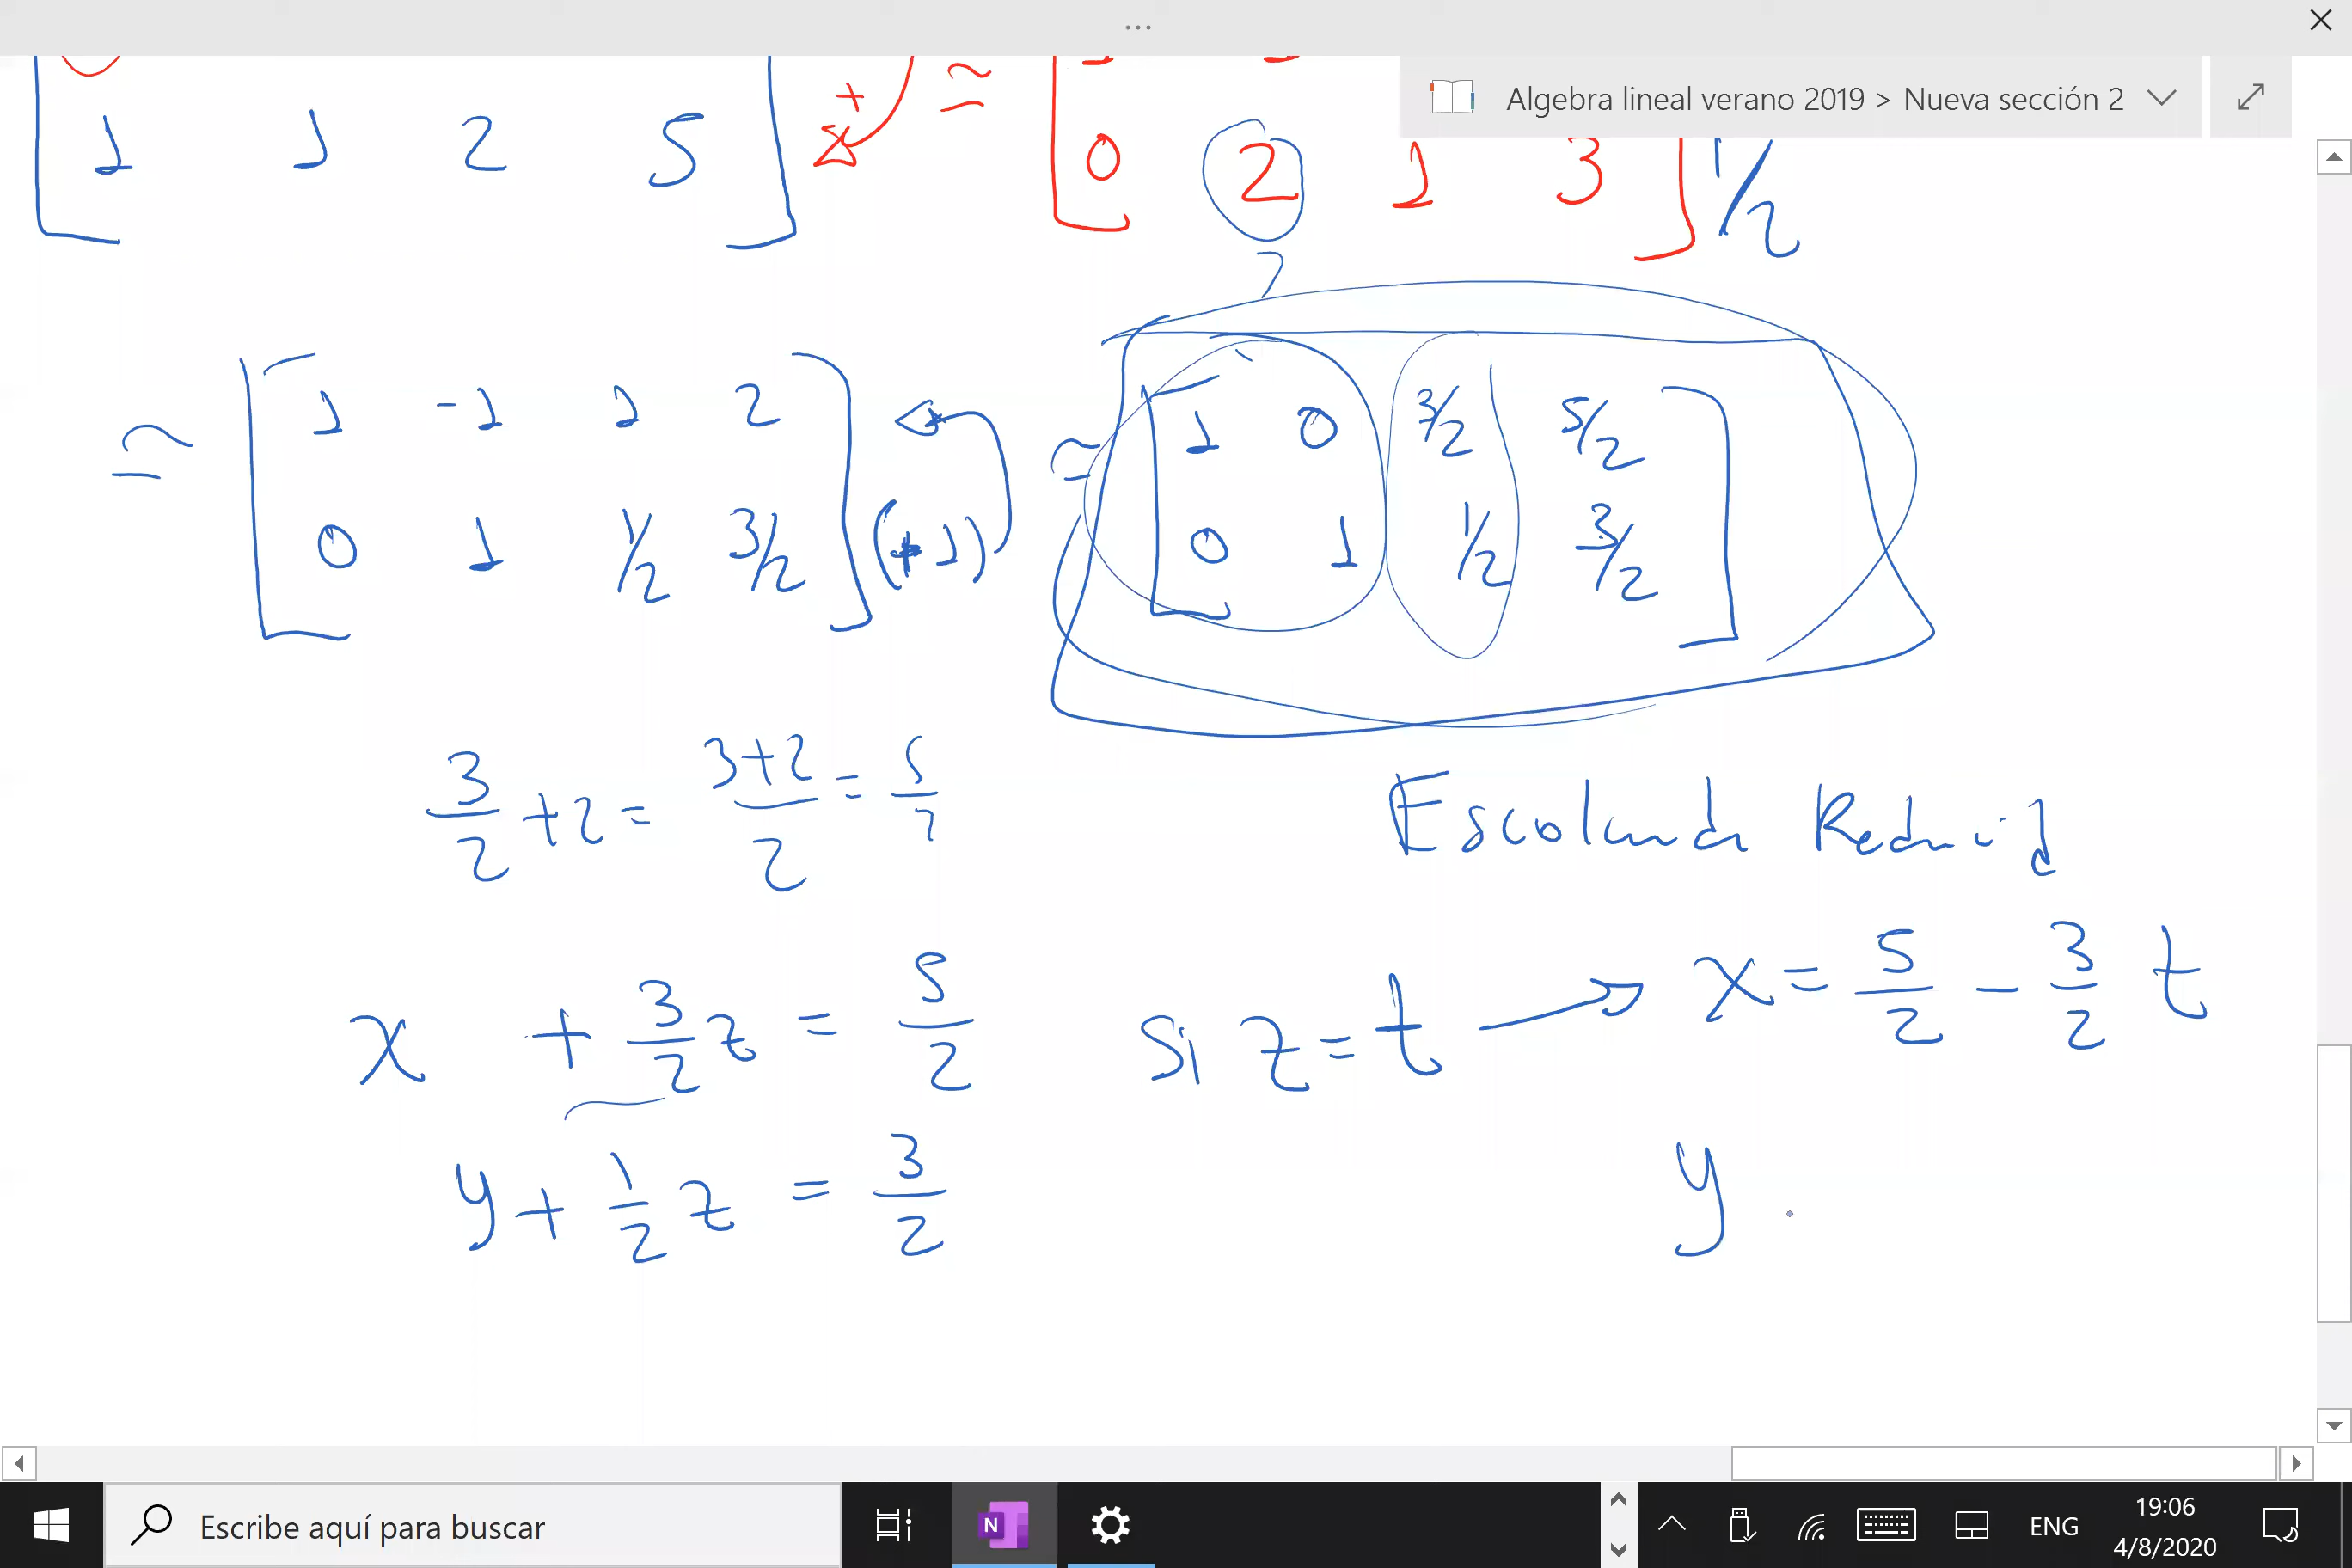 Algebra lineal verano 2019 > Nueva sección 2
1 1 2 5 + ≅
0 2 1 3 1/2
≅ 1 -1 1 2 ≅ 1 0 3/2 5/2
0 1 1/2 3/2 (+1) 0 1 1/2 3/2
3/2 + 2 = 3+2/2 = 5/2
Reducid
x + 3/2 z = 5/2 Si z = t → x = 5/2 - 3/2 t
y + 1/2 z = 3/2 y
Escribe aquí para buscar
N
ENG
19:06
4/8/2020